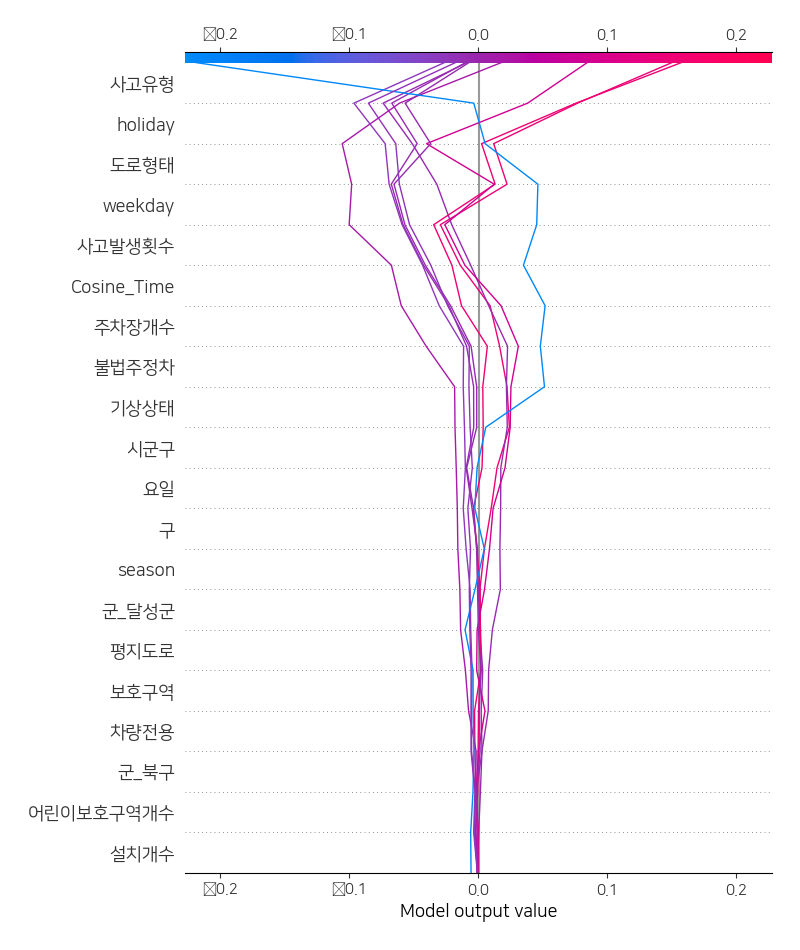 0.2 0.1 0.0 0.1 0.2
사고유형
holiday
도로형태
weekday
사고발생횟수
Cosine_Time
주차장개수
불법주정차
기상상태
시군구
요일
구
season
군_달성군
평지도로
보호구역
차량전용
군_북구
어린이보호구역개수
설치개수
0.2 0.1 0.0 0.1 0.2
Model output value